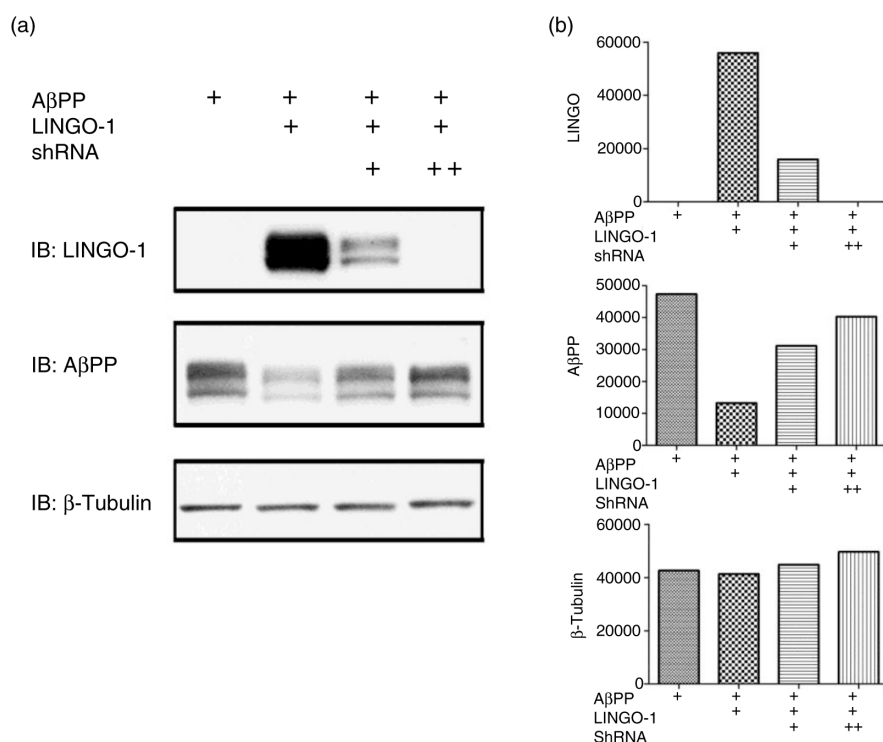 (a)
AβPP + + + +
LINGO-1 + + +
shRNA
+ ++
IB: LINGO-1
IB: AβPP
IB: β-Tubulin
(b)
60000
40000
20000
0
LINGO
AβPP + + + +
LINGO-1 + + +
shRNA + ++
50000
40000
30000
20000
10000
0
AβPP
AβPP + + + +
LINGO-1 + + +
ShRNA + ++
60000
40000
20000
0
β-Tubulin
AβPP + + + +
LINGO-1 + + +
ShRNA + ++